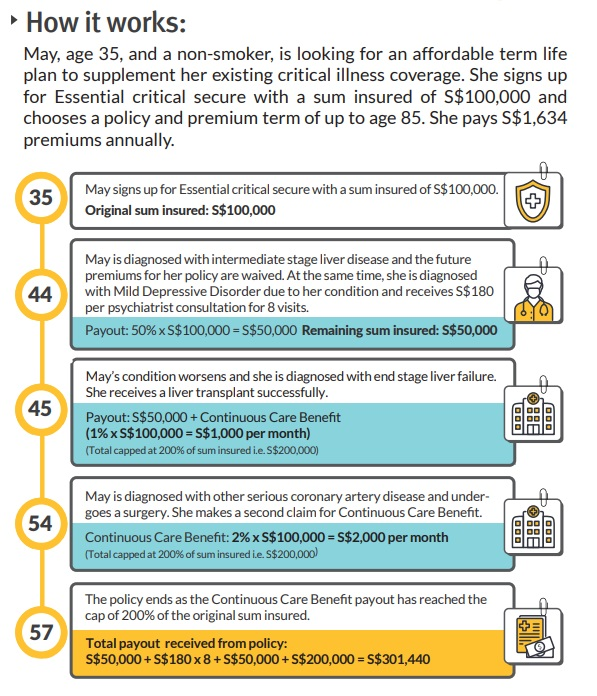 How it works:
May, age 35, and a non-smoker, is looking for an affordable term life
plan to supplement her existing critical illness coverage. She signs up
for Essential critical secure with a sum insured of S$100,000 and
chooses a policy and premium term of up to age 85. She pays S$1,634
premiums annually.
35
May signs up for Essential critical secure with a sum insured of S$100,000.
Original sum insured: S$100,000
44
May is diagnosed with intermediate stage liver disease and the future
premiums for her policy are waived. At the same time, she is diagnosed
with Mild Depressive Disorder due to her condition and receives S$180
per psychiatrist consultation for 8 visits.
Payout: 50% x S$100,000 = S$50,000 Remaining sum insured: S$50,000
45
May's condition worsens and she is diagnosed with end stage liver failure.
She receives a liver transplant successfully.
Payout: S$50,000 + Continuous Care Benefit
(1% x S$100,000 = S$1,000 per month)
(Total capped at 200% of sum insured i.e. S$200,000)
54
May is diagnosed with other serious coronary artery disease and under-
goes a surgery. She makes a second claim for Continuous Care Benefit.
Continuous Care Benefit: 2% x S$100,000 = S$2,000 per month
(Total capped at 200% of sum insured i.e. S$200,000)
57
The policy ends as the Continuous Care Benefit payout has reached the
cap of 200% of the original sum insured.
Total payout received from policy:
S$50,000 + S$180 x 8 + S$50,000 + S$200,000 = S$301,440